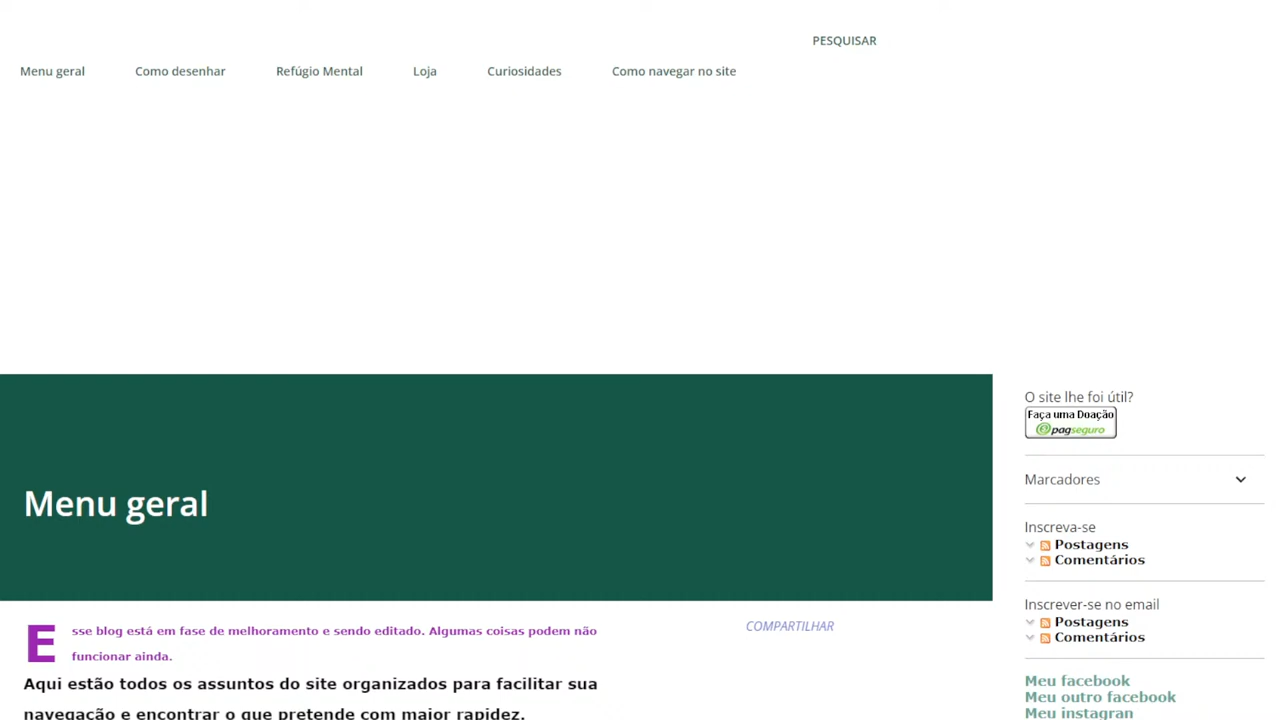 PESQUISAR
Menu geral
Como desenhar
Refúgio Mental
Loja
Curiosidades
Como navegar no site
Menu geral
Esse blog está em fase de melhoramento e sendo editado. Algumas coisas podem não
funcionar ainda.
Aqui estão todos os assuntos do site organizados para facilitar sua
navegação e encontrar o que pretende com maior rapidez.
COMPARTILHAR
O site lhe foi útil?
Faça uma Doação
pagseguro
Marcadores
Inscreva-se
Postagens
Comentários
Inscrever-se no email
Postagens
Comentários
Meu facebook
Meu outro facebook
Meu instagran